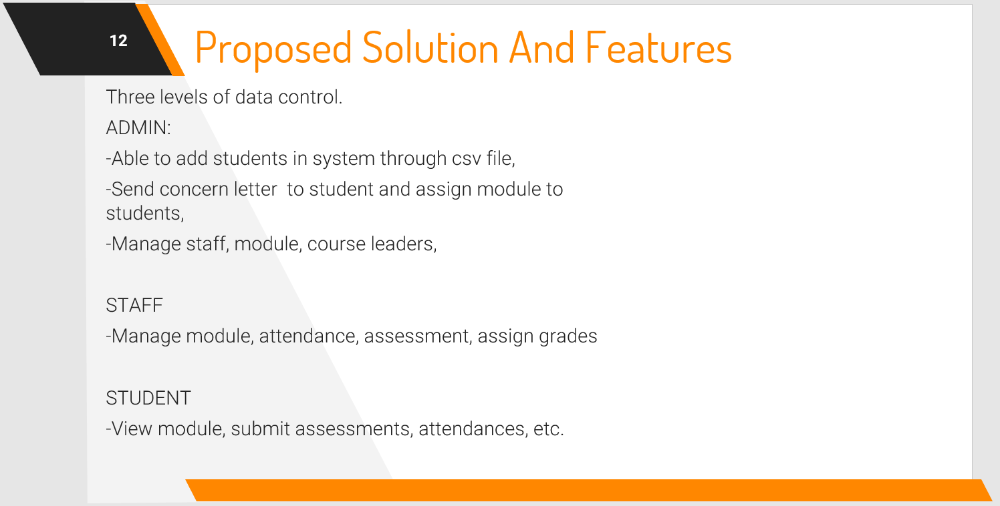 12
Proposed Solution And Features
Three levels of data control.
ADMIN:
-Able to add students in system through csv file,
-Send concern letter  to student and assign module to
students,
-Manage staff, module, course leaders,
STAFF
-Manage module, attendance, assessment, assign grades
STUDENT
-View module, submit assessments, attendances, etc.